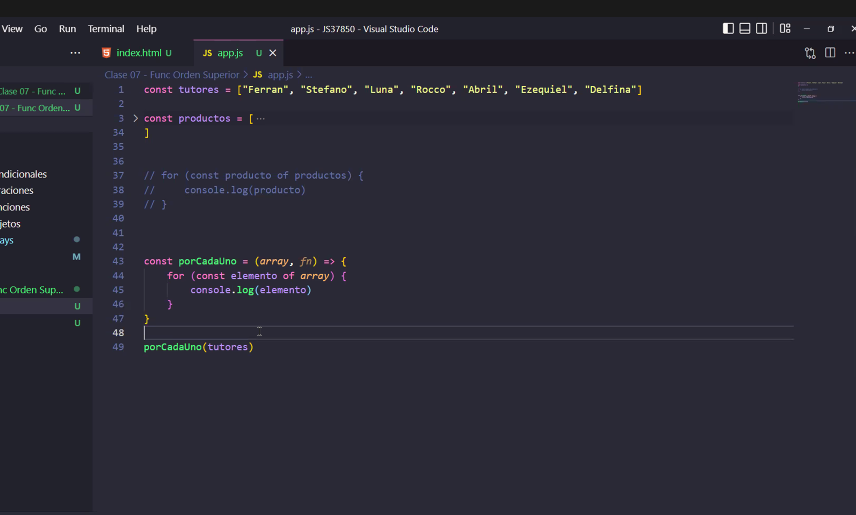 View Go Run Terminal Help
app.js - JS37850 - Visual Studio Code
index.html U
JS app.js U
Clase 07 - Func Orden Superior > JS app.js > ...
Clase 07 - Func ... U
07 - Func Orden... U
ndicionales
raciones
nciones
jetos
ays
M
nc Orden Sup...
U
U
1 const tutores = ["Ferran", "Stefano", "Luna", "Rocco", "Abril", "Ezequiel", "Delfina"]
2
3 > const productos = [ ...
34 ]
35
36
37 // for (const producto of productos) {
38 //     console.log(producto)
39 // }
40
41
42
43 const porCadaUno = (array, fn) => {
44     for (const elemento of array) {
45         console.log(elemento)
46     }
47 }
48
49 porCadaUno(tutores)